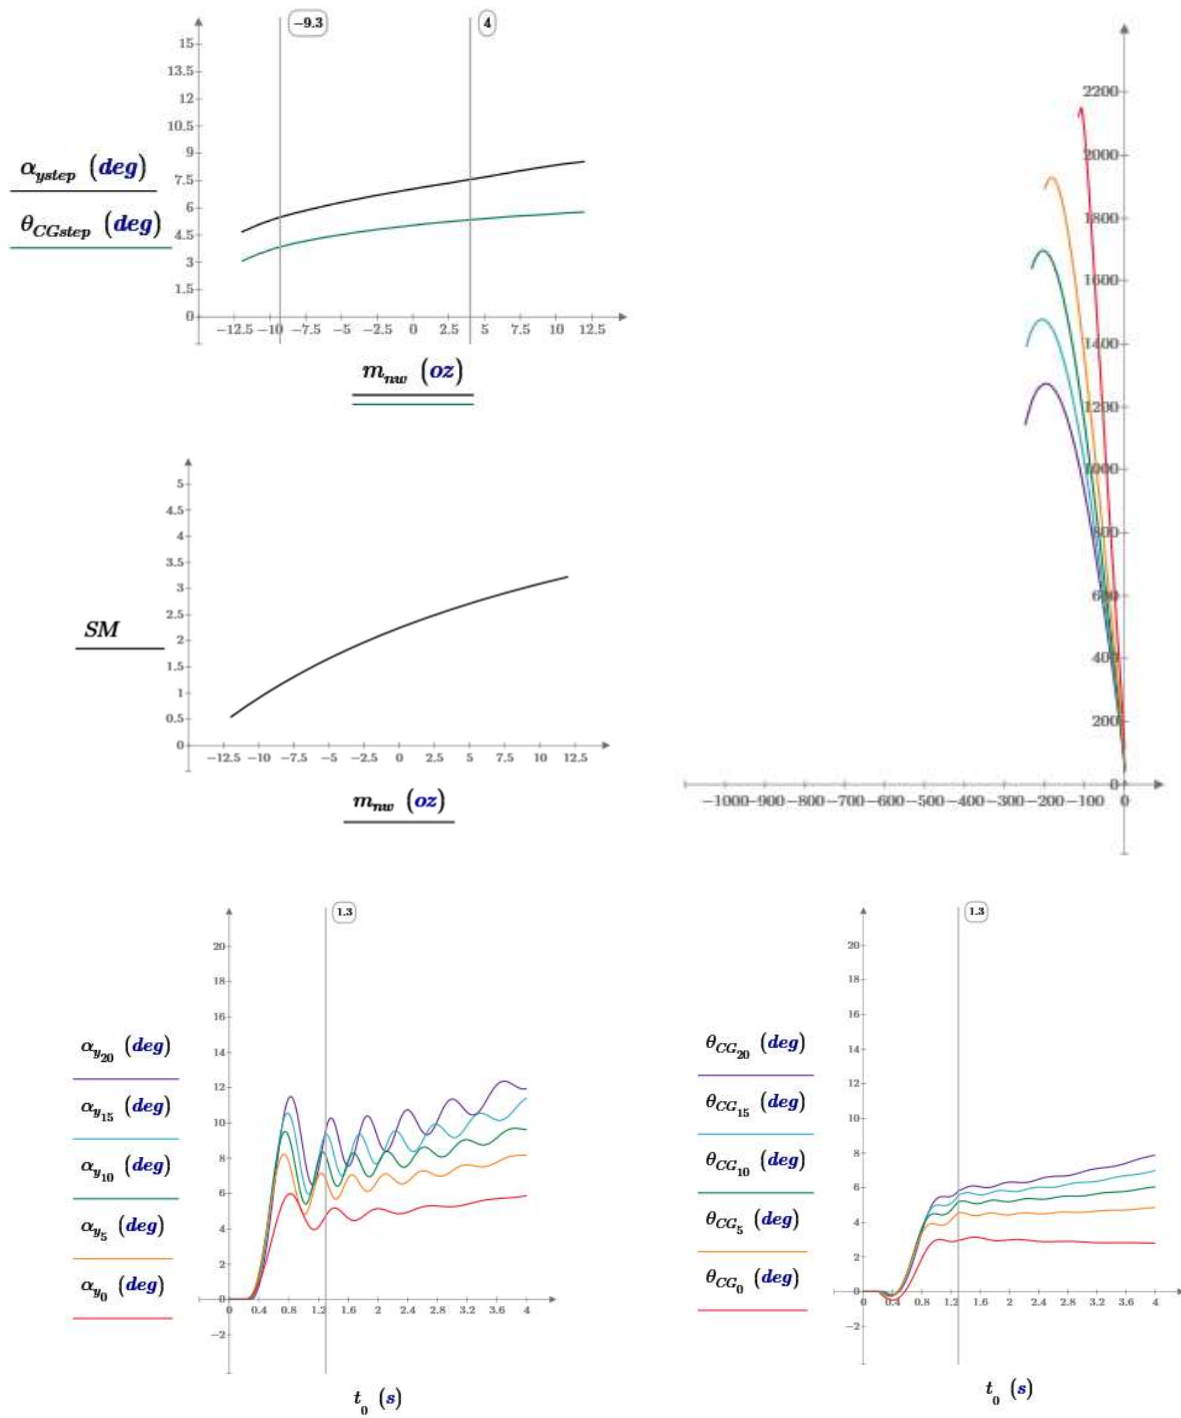 −9.3
4
15
13.5
12
10.5
9
7.5
6
4.5
3
1.5
0
α_ystep (deg)
θ_CGstep (deg)
−12.5 −10 −7.5 −5 −2.5 0 2.5 5 7.5 10 12.5
m_nw (oz)
5
4.5
4
3.5
3
2.5
2
1.5
1
0.5
0
SM
−12.5 −10 −7.5 −5 −2.5 0 2.5 5 7.5 10 12.5
m_nw (oz)
2200
2000
1800
1600
1400
1200
1000
800
600
400
200
0
−1000 −900 −800 −700 −600 −500 −400 −300 −200 −100 0
1.3
20
18
16
14
12
10
8
6
4
2
0
−2
α_y20 (deg)
α_y15 (deg)
α_y10 (deg)
α_y5 (deg)
α_y0 (deg)
0 0.4 0.8 1.2 1.6 2 2.4 2.8 3.2 3.6 4
t_0 (s)
1.3
20
18
16
14
12
10
8
6
4
2
0
−2
θ_CG20 (deg)
θ_CG15 (deg)
θ_CG10 (deg)
θ_CG5 (deg)
θ_CG0 (deg)
0 0.4 0.8 1.2 1.6 2 2.4 2.8 3.2 3.6 4
t_0 (s)